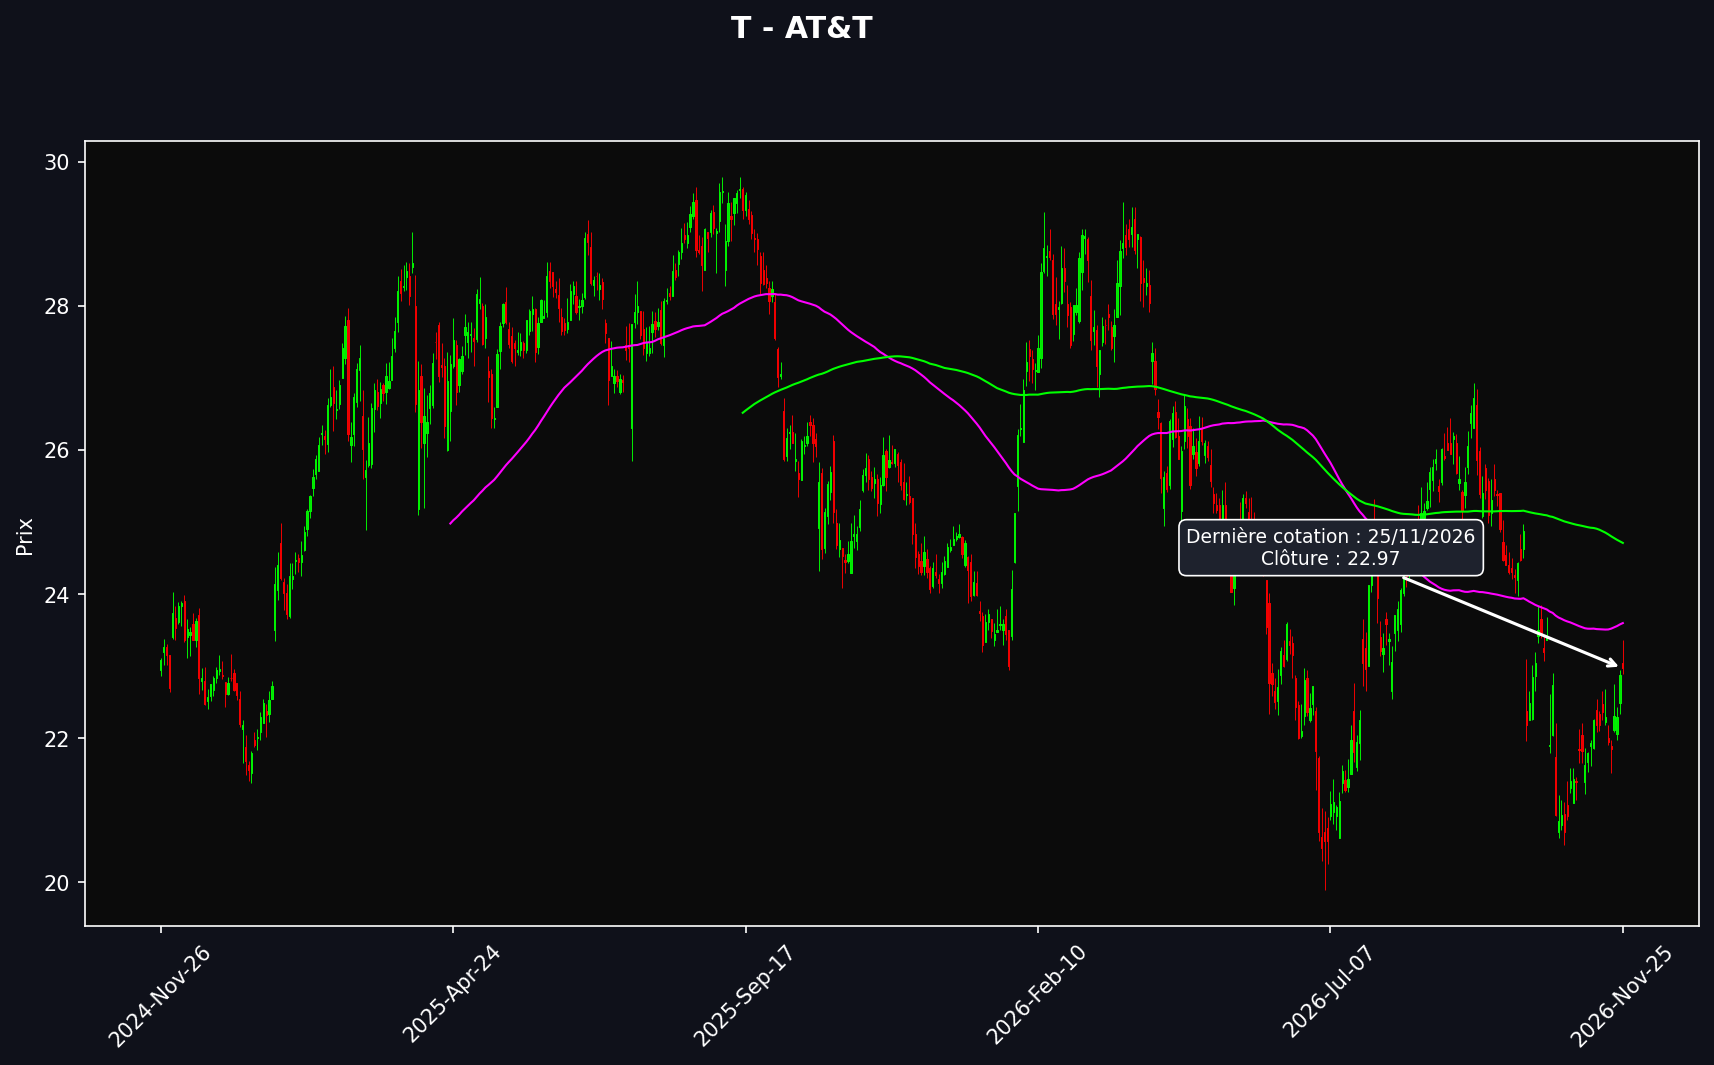 T - AT&T
Prix
30
28
26
24
22
20
Dernière cotation : 25/11/2026
Clôture : 22.97
2024-Nov-26
2025-Apr-24
2025-Sep-17
2026-Feb-10
2026-Jul-07
2026-Nov-25